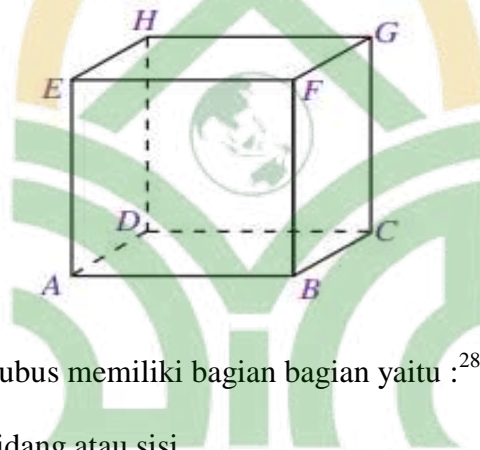 H G
E F
D C
A B
ubus memiliki bagian bagian yaitu :28
idang atau sisi